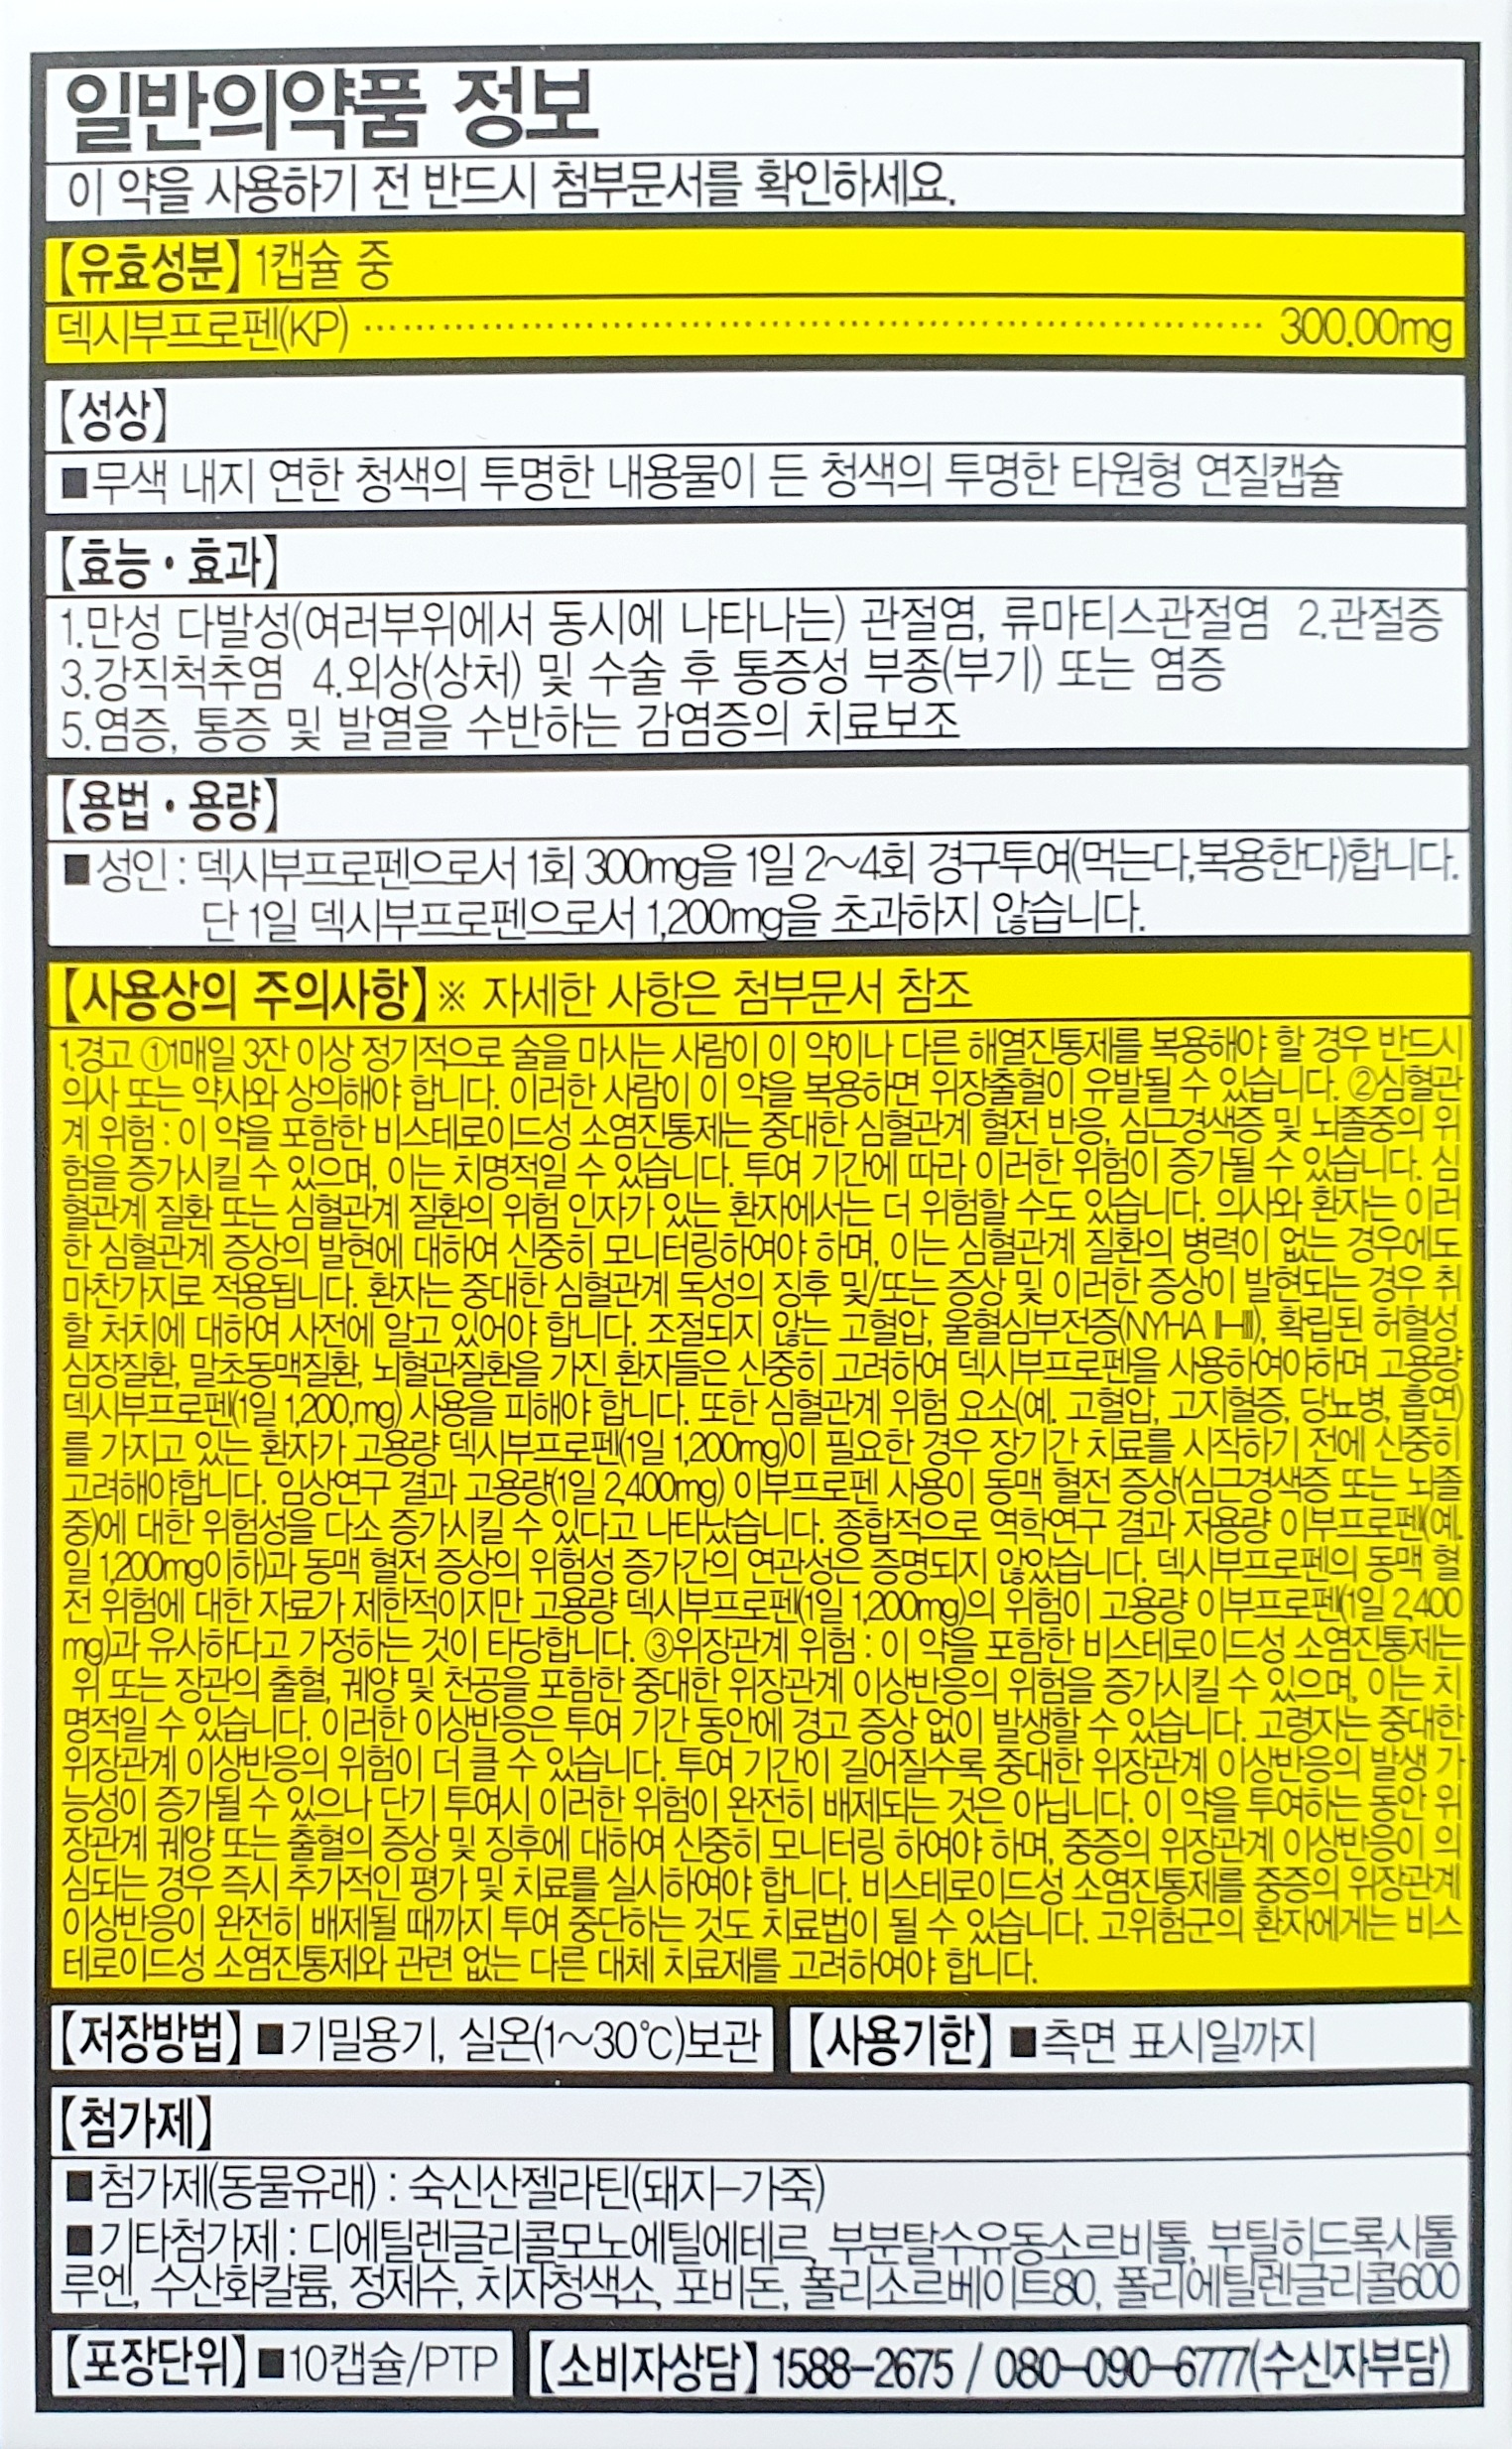 일반의약품 정보
이 약을 사용하기 전 반드시 첨부문서를 확인하세요.
【유효성분】 1캡슐 중
덱시부프로펜(KP) ······ 300.00mg
【성상】
■무색 내지 연한 청색의 투명한 내용물이 든 청색의 투명한 타원형 연질캡슐
【효능·효과】
1.만성 다발성(여러부위에서 동시에 나타나는) 관절염, 류마티스관절염 2.관절증
3.강직척추염 4.외상(상처) 및 수술 후 통증성 부종(부기) 또는 염증
5.염증, 통증 및 발열을 수반하는 감염증의 치료보조
【용법·용량】
■성인 : 덱시부프로펜으로서 1회 300mg을 1일 2~4회 경구투여(먹는다,복용한다)합니다.
단 1일 덱시부프로펜으로서 1,200mg을 초과하지 않습니다.
【사용상의 주의사항】※ 자세한 사항은 첨부문서 참조
1.경고 ①1매일 3잔 이상 정기적으로 술을 마시는 사람이 이 약이나 다른 해열진통제를 복용해야 할 경우 반드시
의사 또는 약사와 상의해야 합니다. 이러한 사람이 이 약을 복용하면 위장출혈이 유발될 수 있습니다. ②심혈관
계 위험 : 이 약을 포함한 비스테로이드성 소염진통제는 중대한 심혈관계 혈전 반응, 심근경색증 및 뇌졸중의 위
험을 증가시킬 수 있으며, 이는 치명적일 수 있습니다. 투여 기간에 따라 이러한 위험이 증가될 수 있습니다. 심
혈관계 질환 또는 심혈관계 질환의 위험 인자가 있는 환자에서는 더 위험할 수도 있습니다. 의사와 환자는 이러
한 심혈관계 증상의 발현에 대하여 신중히 모니터링하여야 하며, 이는 심혈관계 질환의 병력이 없는 경우에도
마찬가지로 적용됩니다. 환자는 중대한 심혈관계 독성의 징후 및/또는 증상 및 이러한 증상이 발현되는 경우 취
할 처치에 대하여 사전에 알고 있어야 합니다. 조절되지 않는 고혈압, 울혈심부전증(NYHA II-III), 확립된 허혈성
심장질환, 말초동맥질환, 뇌혈관질환을 가진 환자들은 신중히 고려하여 덱시부프로펜을 사용하여야하며 고용량
덱시부프로펜(1일 1,200,mg) 사용을 피해야 합니다. 또한 심혈관계 위험 요소(예. 고혈압, 고지혈증, 당뇨병, 흡연)
를 가지고 있는 환자가 고용량 덱시부프로펜(1일 1,200mg)이 필요한 경우 장기간 치료를 시작하기 전에 신중히
고려해야합니다. 임상연구 결과 고용량(1일 2,400mg) 이부프로펜 사용이 동맥 혈전 증상(심근경색증 또는 뇌졸
중)에 대한 위험성을 다소 증가시킬 수 있다고 나타났습니다. 종합적으로 역학연구 결과 저용량 이부프로펜(예.
일 1,200mg이하)과 동맥 혈전 증상의 위험성 증가간의 연관성은 증명되지 않았습니다. 덱시부프로펜의 동맥 혈
전 위험에 대한 자료가 제한적이지만 고용량 덱시부프로펜(1일 1,200mg)의 위험이 고용량 이부프로펜(1일 2,400
mg)과 유사하다고 가정하는 것이 타당합니다. ③위장관계 위험 : 이 약을 포함한 비스테로이드성 소염진통제는
위 또는 장관의 출혈, 궤양 및 천공을 포함한 중대한 위장관계 이상반응의 위험을 증가시킬 수 있으며, 이는 치
명적일 수 있습니다. 이러한 이상반응은 투여 기간 동안에 경고 증상 없이 발생할 수 있습니다. 고령자는 중대한
위장관계 이상반응의 위험이 더 클 수 있습니다. 투여 기간이 길어질수록 중대한 위장관계 이상반응의 발생 가
능성이 증가될 수 있으나 단기 투여시 이러한 위험이 완전히 배제되는 것은 아닙니다. 이 약을 투여하는 동안 위
장관계 궤양 또는 출혈의 증상 및 징후에 대하여 신중히 모니터링 하여야 하며, 중증의 위장관계 이상반응이 의
심되는 경우 즉시 추가적인 평가 및 치료를 실시하여야 합니다. 비스테로이드성 소염진통제를 중증의 위장관계
이상반응이 완전히 배제될 때까지 투여 중단하는 것도 치료법이 될 수 있습니다. 고위험군의 환자에게는 비스
테로이드성 소염진통제와 관련 없는 다른 대체 치료제를 고려하여야 합니다.
【저장방법】■기밀용기, 실온(1~30℃)보관 【사용기한】■측면 표시일까지
【첨가제】
■첨가제(동물유래) : 숙신산젤라틴(돼지-가죽)
■기타첨가제 : 디에틸렌글리콜모노에틸에테르, 부분탈수유동소르비톨, 부틸히드록시톨
루엔, 수산화칼륨, 정제수, 치자청색소, 포비돈, 폴리소르베이트80, 폴리에틸렌글리콜600
【포장단위】■10캡슐/PTP 【소비자상담】1588-2675 / 080-090-6777(수신자부담)